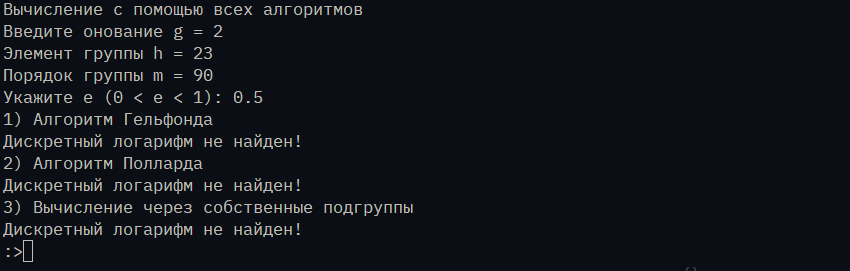 Вычисление с помощью всех алгоритмов
Введите онование g = 2
Элемент группы h = 23
Порядок группы m = 90
Укажите e (0 < e < 1): 0.5
1) Алгоритм Гельфонда
Дискретный логарифм не найден!
2) Алгоритм Полларда
Дискретный логарифм не найден!
3) Вычисление через собственные подгруппы
Дискретный логарифм не найден!
:>